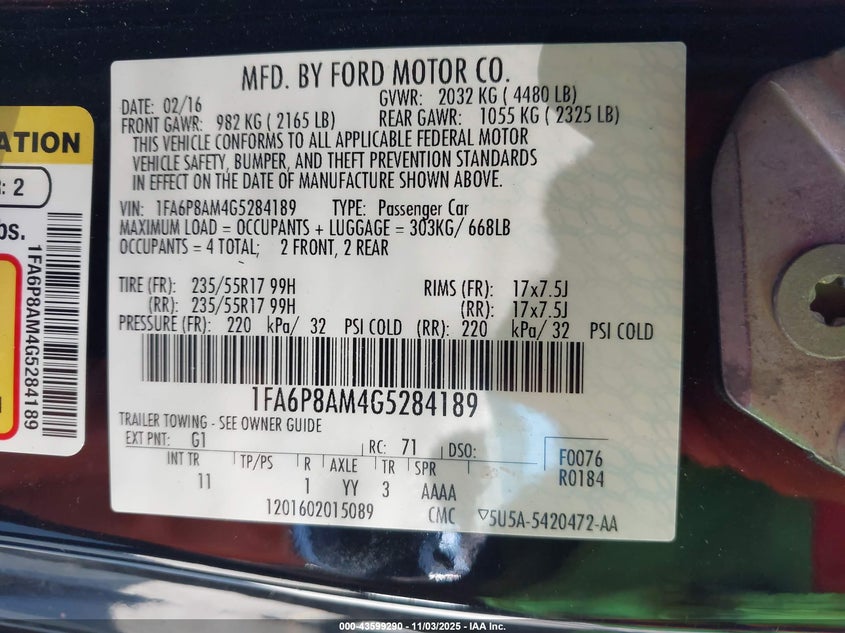 MFD. BY FORD MOTOR CO.
DATE: 02/16 GVWR: 2032 KG ( 4480 LB)
FRONT GAWR: 982 KG ( 2165 LB) REAR GAWR: 1055 KG ( 2325 LB)
THIS VEHICLE CONFORMS TO ALL APPLICABLE FEDERAL MOTOR
VEHICLE SAFETY, BUMPER, AND THEFT PREVENTION STANDARDS
IN EFFECT ON THE DATE OF MANUFACTURE SHOWN ABOVE.
VIN: 1FA6P8AM4G5284189 TYPE: Passenger Car
MAXIMUM LOAD = OCCUPANTS + LUGGAGE = 303KG/ 668LB
OCCUPANTS = 4 TOTAL; 2 FRONT, 2 REAR
TIRE (FR): 235/55R17 99H RIMS (FR): 17x7.5J
(RR): 235/55R17 99H (RR): 17x7.5J
PRESSURE (FR): 220 kPa/ 32 PSI COLD (RR): 220 kPa/ 32 PSI COLD
1FA6P8AM4G5284189
TRAILER TOWING - SEE OWNER GUIDE
EXT PNT: G1 RC: 71 DSO: F0076
R0184
INT TR TP/PS R AXLE TR SPR
11 1 YY 3 AAAA
1201602015089 CMC ▽5U5A-5420472-AA
ATION
: 2
bs.
1FA6P8AM4G5284189
000-43599290 - 11/03/2025 - IAA Inc.